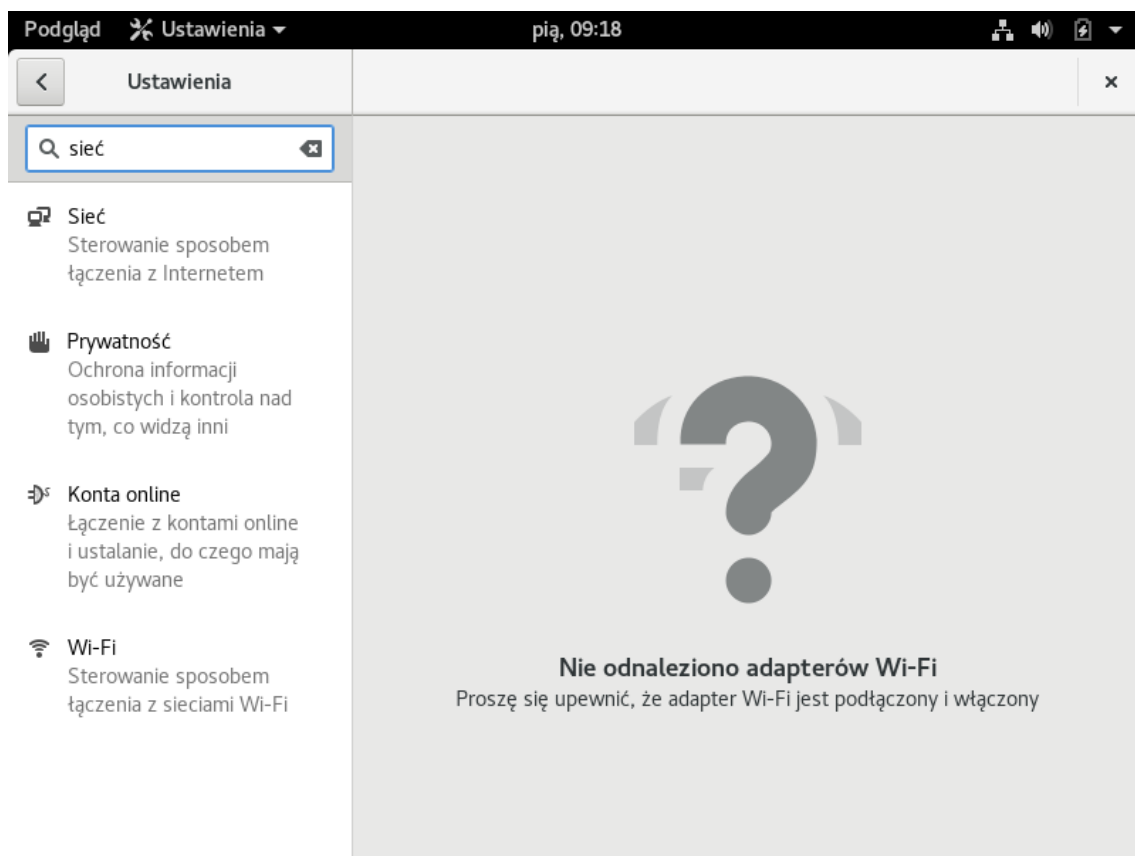 Podgląd Ustawienia pią, 09:18
Ustawienia
sieć
Sieć
Sterowanie sposobem
łączenia z Internetem
Prywatność
Ochrona informacji
osobistych i kontrola nad
tym, co widzą inni
Konta online
Łączenie z kontami online
i ustalanie, do czego mają
być używane
Wi-Fi
Sterowanie sposobem
łączenia z sieciami Wi-Fi
Nie odnaleziono adapterów Wi-Fi
Proszę się upewnić, że adapter Wi-Fi jest podłączony i włączony